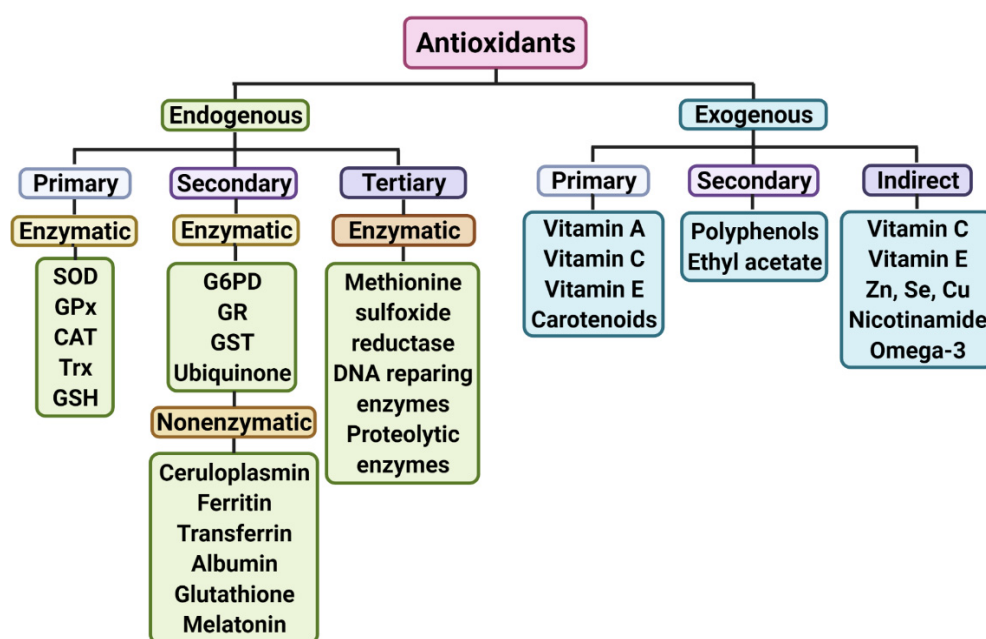 Antioxidants
Endogenous
Exogenous
Primary
Secondary
Tertiary
Primary
Secondary
Indirect
Enzymatic
Enzymatic
Enzymatic
SOD
GPx
CAT
Trx
GSH
G6PD
GR
GST
Ubiquinone
Nonenzymatic
Ceruloplasmin
Ferritin
Transferrin
Albumin
Glutathione
Melatonin
Methionine
sulfoxide
reductase
DNA reparing
enzymes
Proteolytic
enzymes
Vitamin A
Vitamin C
Vitamin E
Carotenoids
Polyphenols
Ethyl acetate
Vitamin C
Vitamin E
Zn, Se, Cu
Nicotinamide
Omega-3